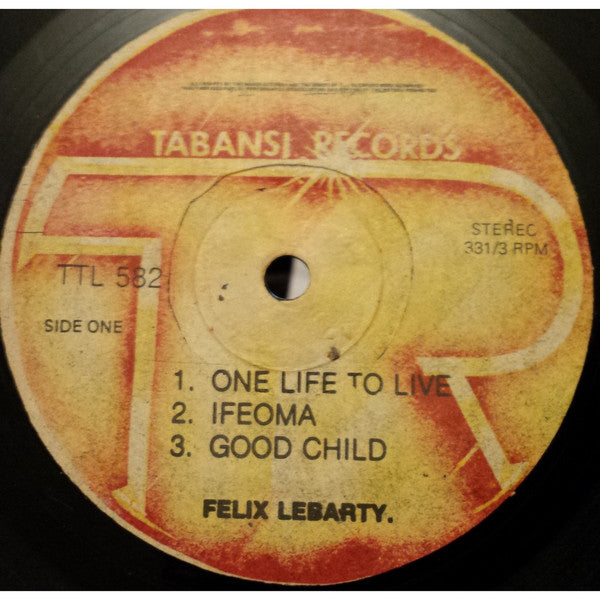 TABANSI RECORDS
STEREC
331/3 RPM
TTL 582
SIDE ONE
1. ONE LIFE TO LIVE
2. IFEOMA
3. GOOD CHILD
FELIX LEBARTY.